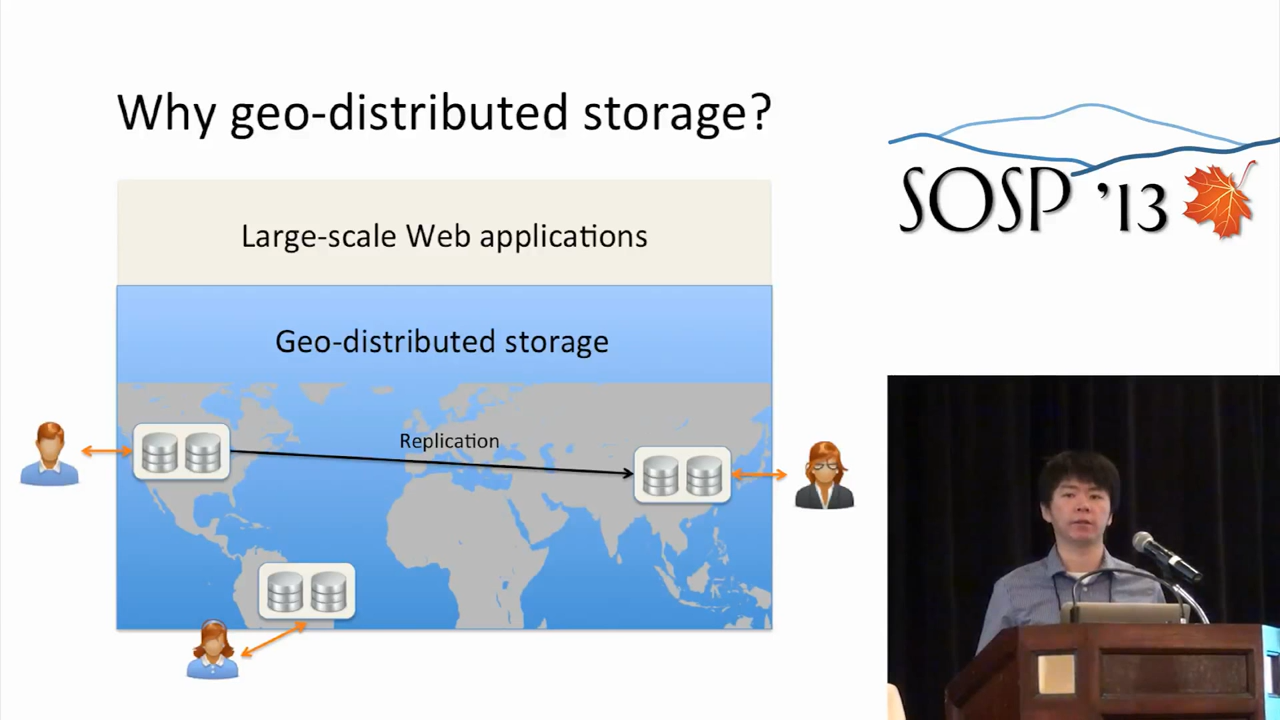 Why geo-distributed storage?
SOSP '13
Large-scale Web applications
Geo-distributed storage
Replication